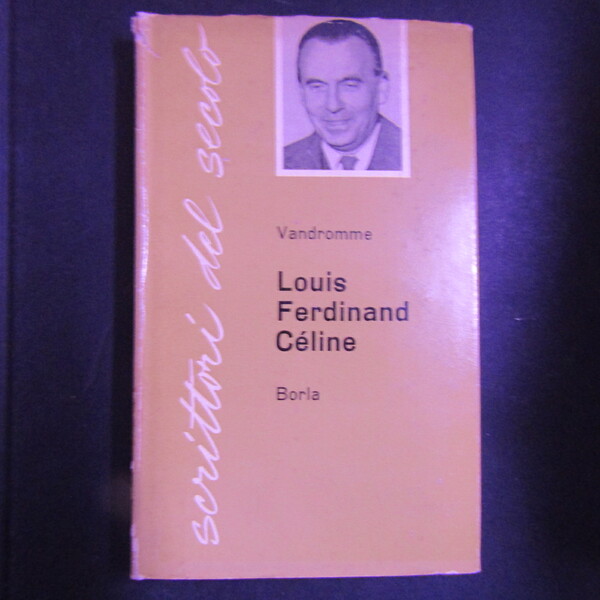 scrittori del secolo
Vandromme
Louis
Ferdinand
Céline
Borla